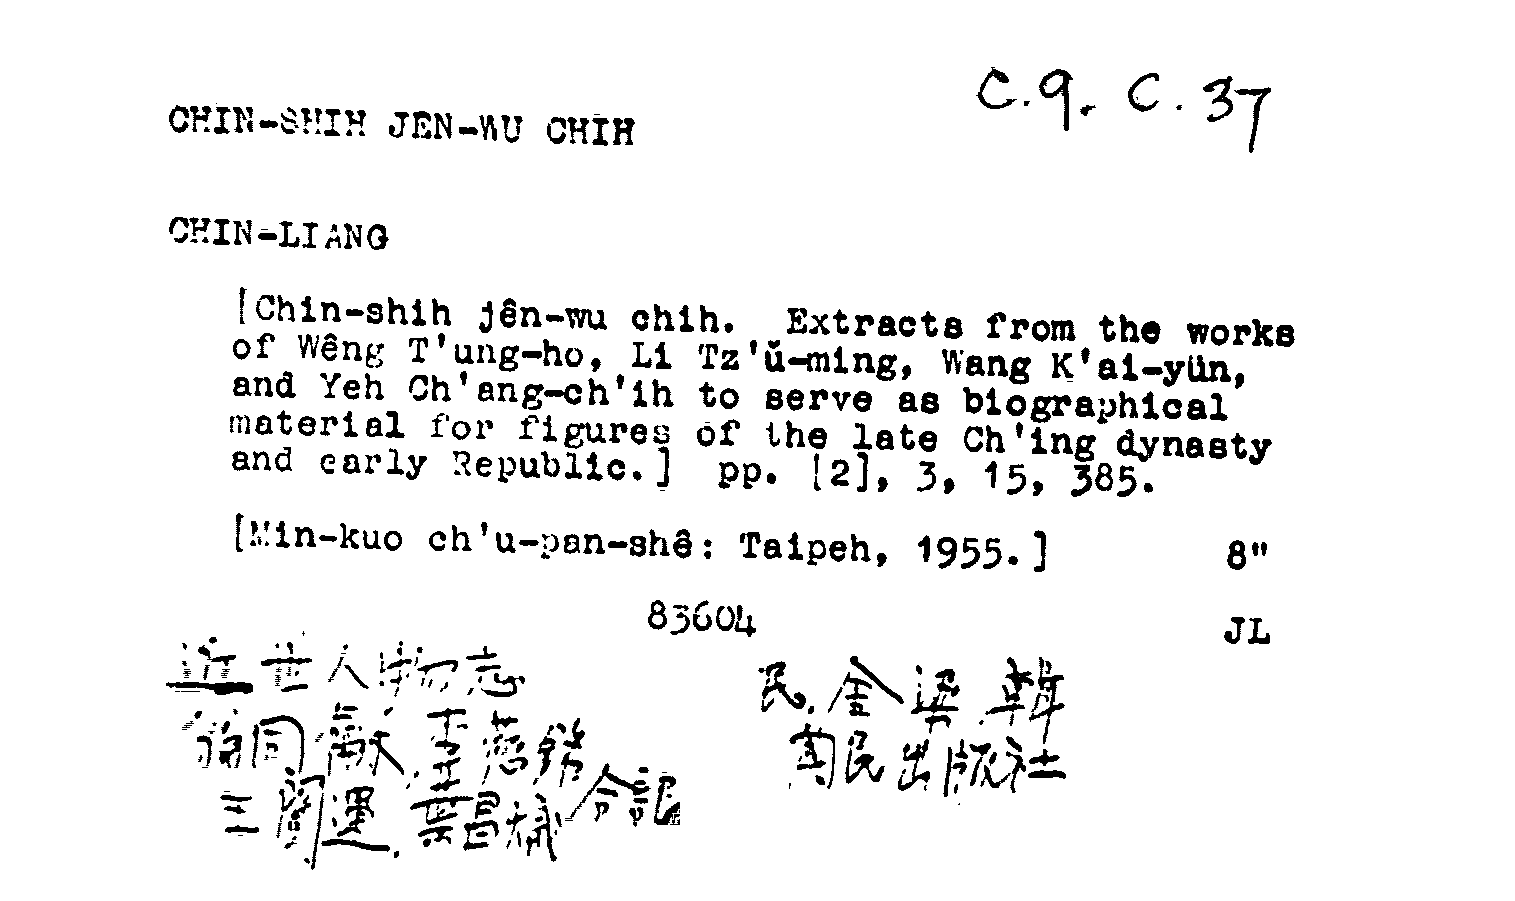 C.9. C.37
CHIN-SHIH JEN-WU CHIH
CHIN-LIANG
[Chin-shih jên-wu chih.  Extracts from the works
of Wêng T'ung-ho, Li Tz'ŭ-ming, Wang K'ai-yün,
and Yeh Ch'ang-ch'ih to serve as biographical
material for figures of the late Ch'ing dynasty
and early Republic.]  pp. [2], 3, 15, 385.
[Min-kuo ch'u-pan-shê: Taipeh, 1955.]  8"
83604
JL
近世人物志  民.金梁輯
翁同龢.李慈銘  國民出版社
王闓運.葉昌熾合記